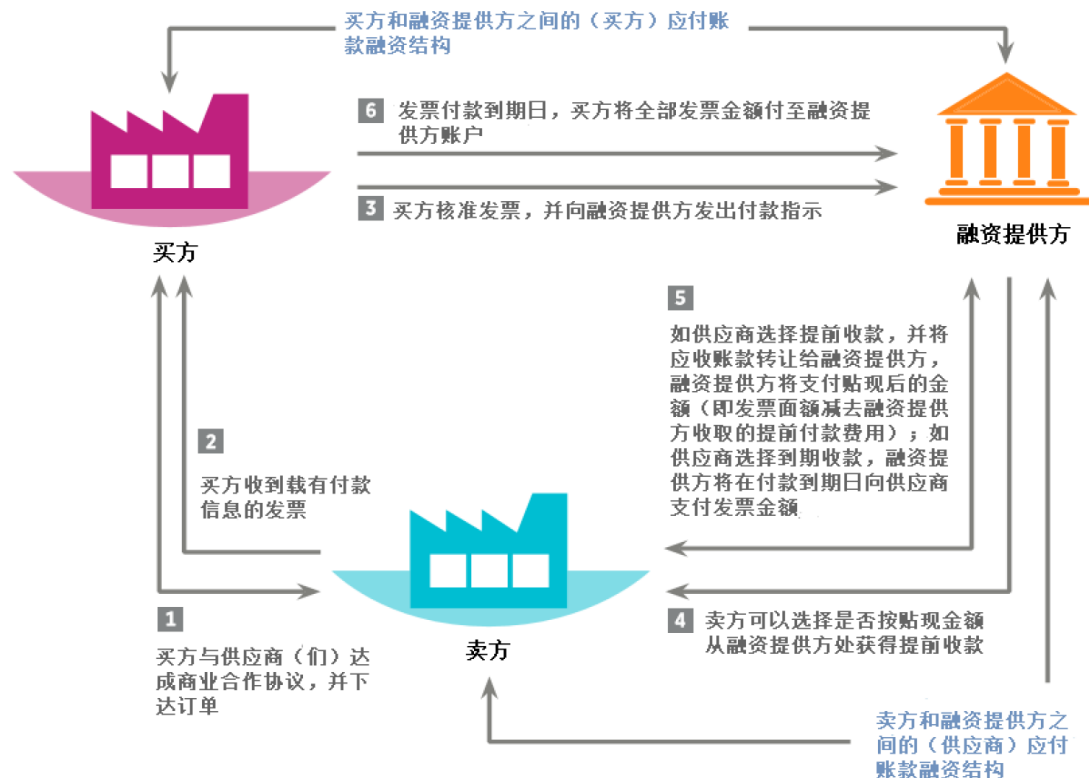 买方和融资提供方之间的（买方）应付账
款融资结构
6
发票付款到期日，买方将全部发票金额付至融资提
供方账户
3
买方核准发票，并向融资提供方发出付款指示
买方
融资提供方
5
如供应商选择提前收款，并将
应收账款转让给融资提供方，
融资提供方将支付贴现后的金
额（即发票面额减去融资提供
方收取的提前付款费用）；如
供应商选择到期收款，融资提
供方将在付款到期日向供应商
支付发票金额
2
买方收到载有付款
信息的发票
1
买方与供应商（们）达
成商业合作协议，并下
达订单
卖方
4
卖方可以选择是否按贴现金额
从融资提供方处获得提前收款
卖方和融资提供方之
间的（供应商）应付
账款融资结构